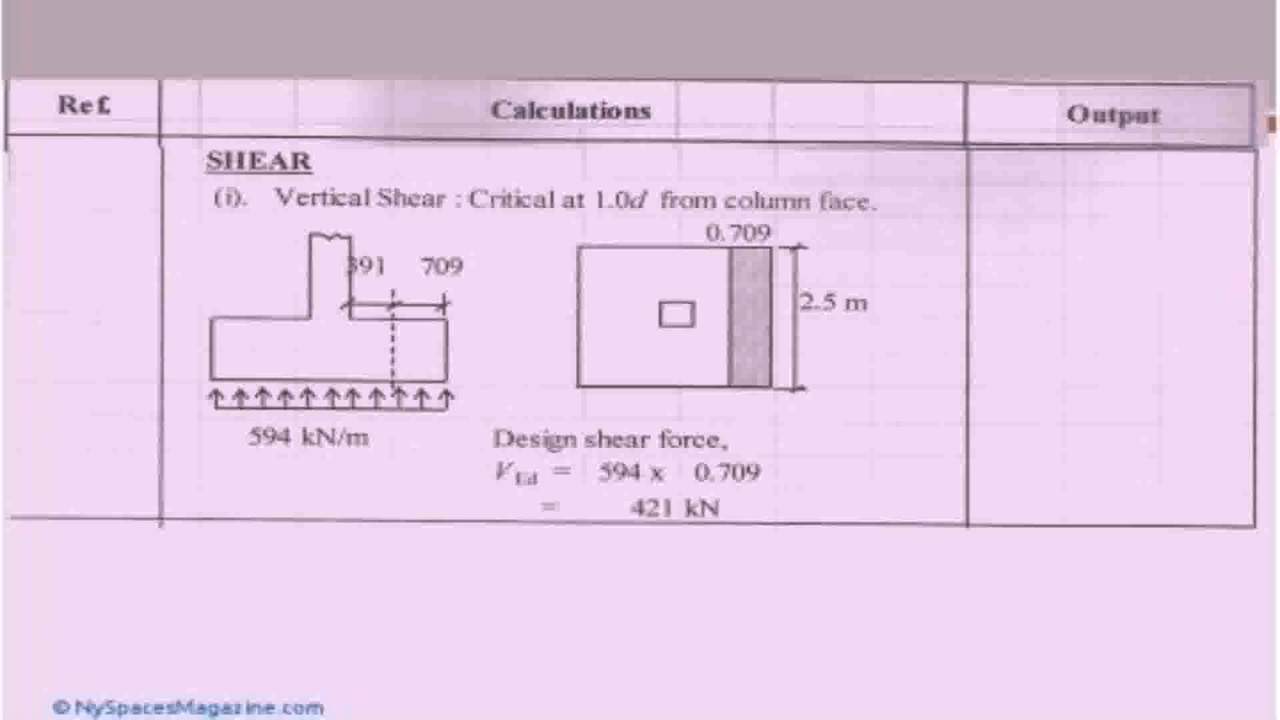 Ref. Calculations Output
SHEAR
(i). Vertical Shear : Critical at 1.0d from column face.
0.709
391 709
2.5 m
594 kN/m
Design shear force,
VEd = 594 x 0.709
= 421 kN
© NySpacesMagazine.com